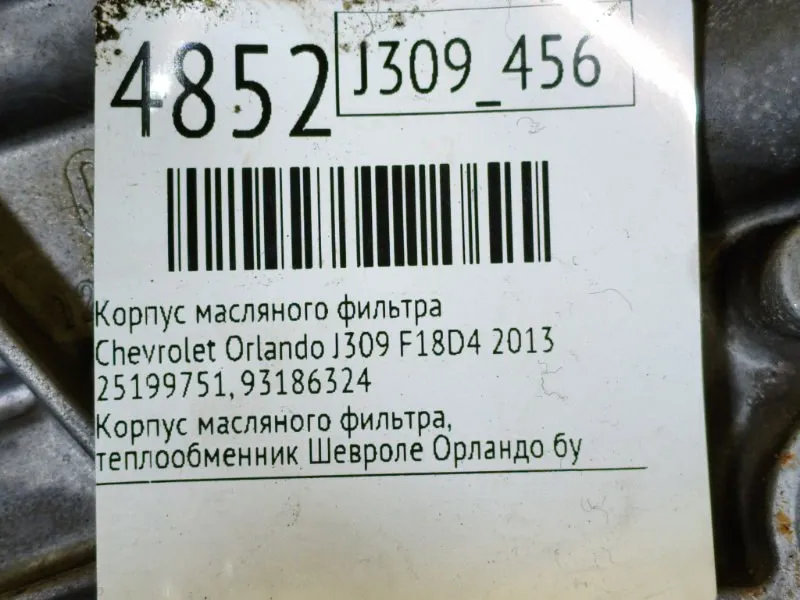 4852
J309_456
Корпус масляного фильтра
Chevrolet Orlando J309 F18D4 2013
25199751, 93186324
Корпус масляного фильтра,
теплообменник Шевроле Орландо бу